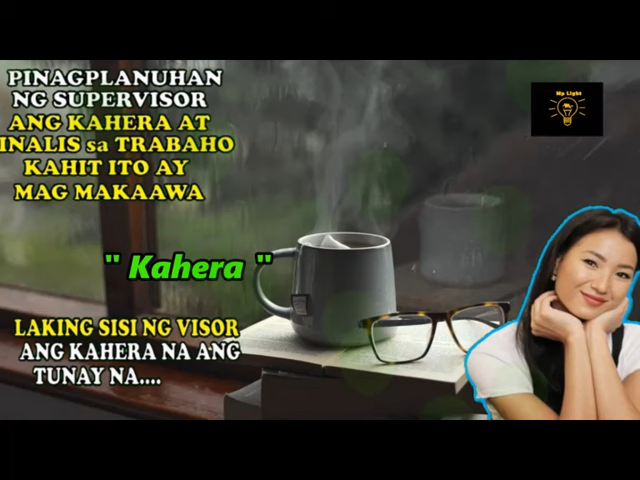 PINAGPLANUHAN
NG SUPERVISOR
ANG KAHERA AT
INALIS sa TRABAHO
KAHIT ITO AY
MAG MAKAAWA
Mp Light
" Kahera "
LAKING SISI NG VISOR
ANG KAHERA NA ANG
TUNAY NA....